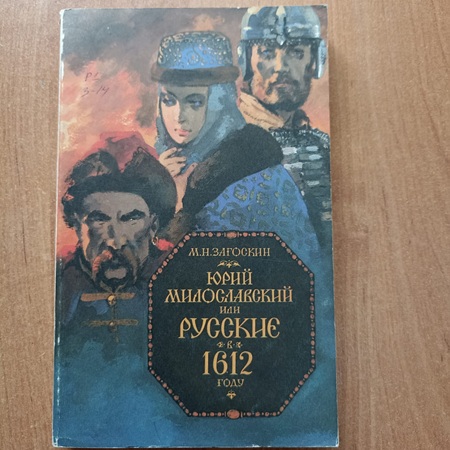 М.Н.ЗАГОСКИН
ЮРИЙ
МИЛОСЛАВСКИЙ
ИЛИ
РУССКИЕ
В
1612
ГОДУ